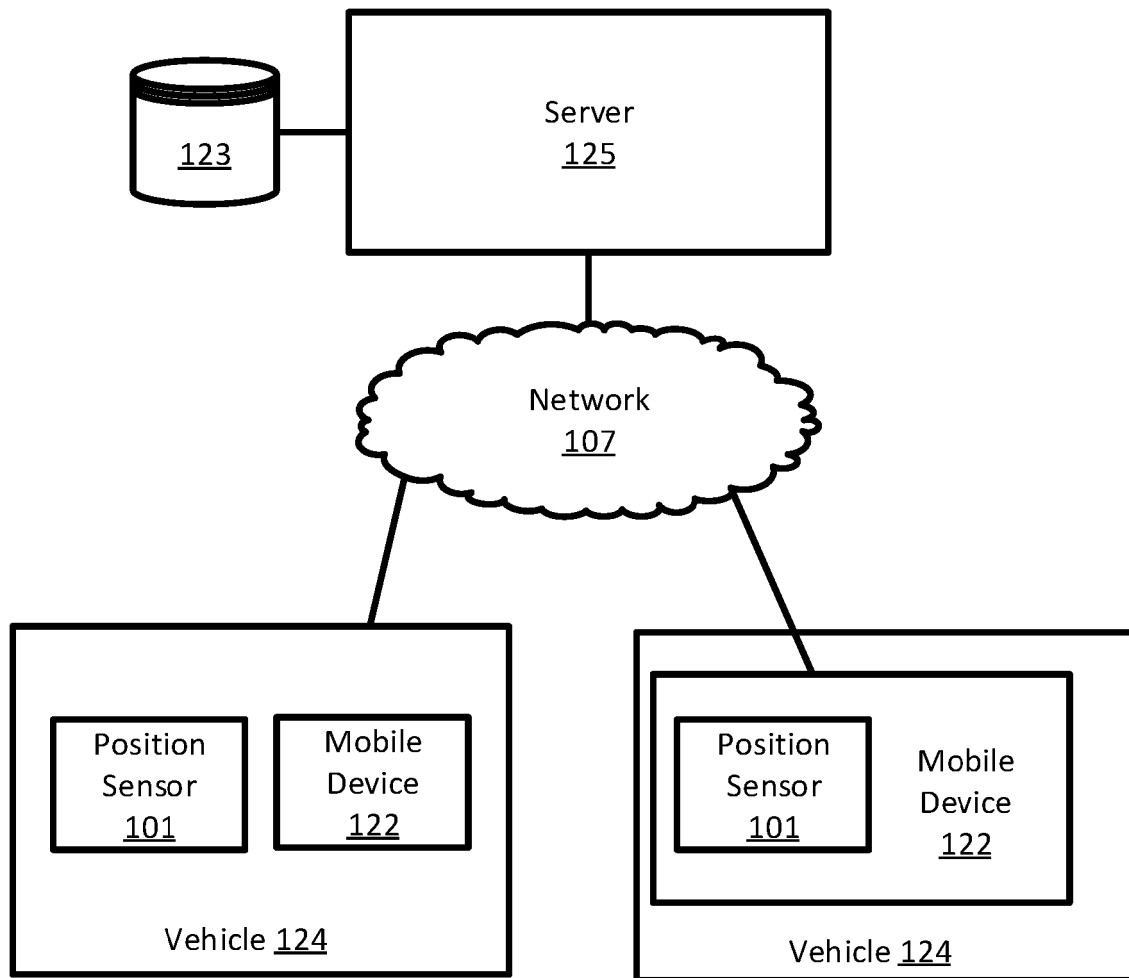 Server
125
123
Network
107
Position
Sensor
101
Mobile
Device
122
Vehicle 124
Position
Sensor
101
Mobile
Device
122
Vehicle 124